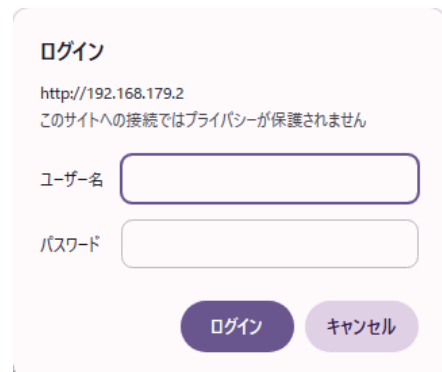 ログイン
http://192.168.179.2
このサイトへの接続ではプライバシーが保護されません
ユーザー名
パスワード
ログイン
キャンセル